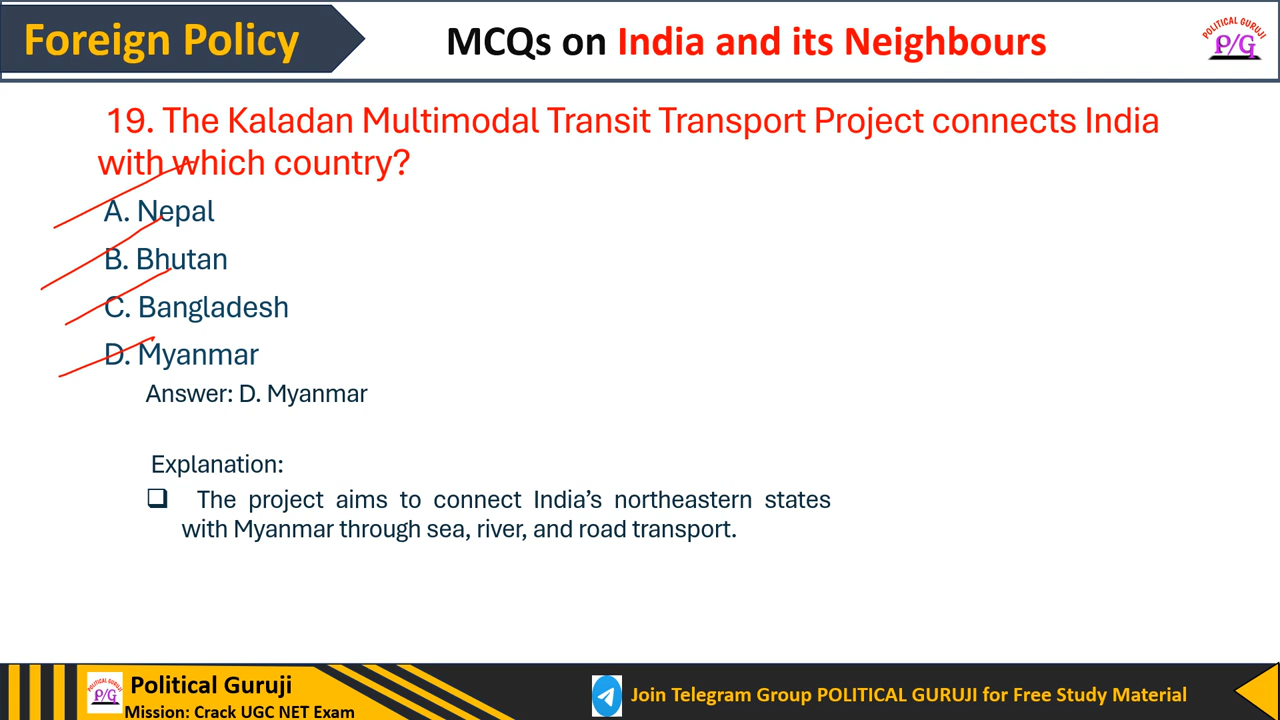 Foreign Policy
MCQs on India and its Neighbours
POLITICAL GURUJI
P/G
19. The Kaladan Multimodal Transit Transport Project connects India
with which country?
A. Nepal
B. Bhutan
C. Bangladesh
D. Myanmar
Answer: D. Myanmar
Explanation:
The project aims to connect India’s northeastern states
with Myanmar through sea, river, and road transport.
POLITICAL GURUJI
P/G
Political Guruji
Mission: Crack UGC NET Exam
Join Telegram Group POLITICAL GURUJI for Free Study Material